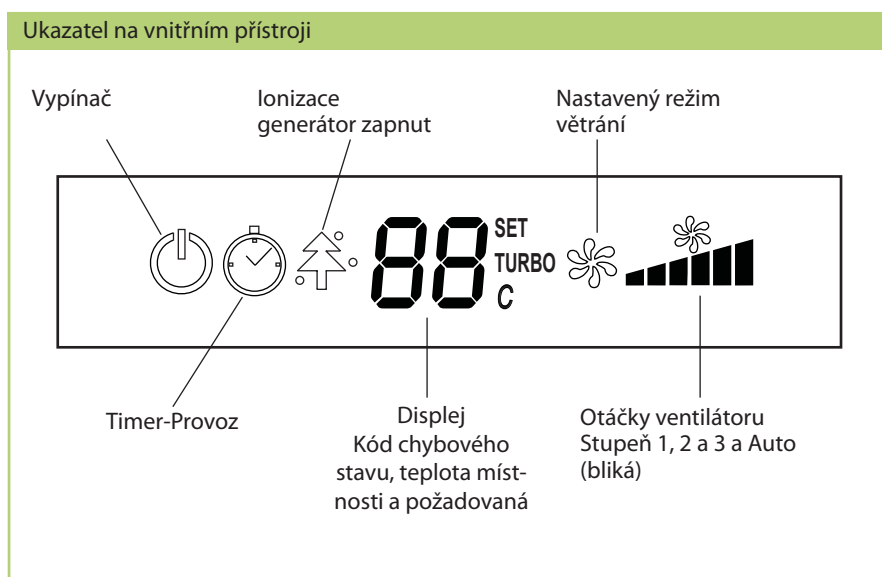 Ukazatel na vnitřním přístroji
Vypínač
Ionizace
generátor zapnut
Nastavený režim
větrání
88
SET
TURBO
C
Timer-Provoz
Displej
Kód chybového
stavu, teplota míst-
nosti a požadovaná
Otáčky ventilátoru
Stupeň 1, 2 a 3 a Auto
(bliká)